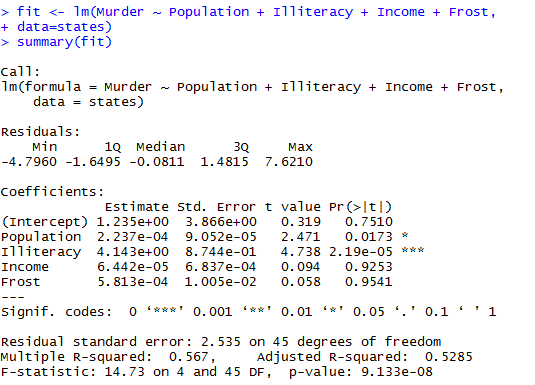 > fit <- lm(Murder ~ Population + Illiteracy + Income + Frost,
+ data=states)
> summary(fit)
Call:
lm(formula = Murder ~ Population + Illiteracy + Income + Frost,
    data = states)
Residuals:
    Min      1Q  Median      3Q     Max
-4.7960 -1.6495 -0.0811  1.4815  7.6210
Coefficients:
             Estimate Std. Error t value Pr(>|t|)
(Intercept) 1.235e+00  3.866e+00   0.319   0.7510
Population  2.237e-04  9.052e-05   2.471   0.0173 *
Illiteracy  4.143e+00  8.744e-01   4.738 2.19e-05 ***
Income      6.442e-05  6.837e-04   0.094   0.9253
Frost       5.813e-04  1.005e-02   0.058   0.9541
---
Signif. codes:  0 ‘***’ 0.001 ‘**’ 0.01 ‘*’ 0.05 ‘.’ 0.1 ‘ ’ 1
Residual standard error: 2.535 on 45 degrees of freedom
Multiple R-squared:  0.567,     Adjusted R-squared:  0.5285
F-statistic: 14.73 on 4 and 45 DF,  p-value: 9.133e-08